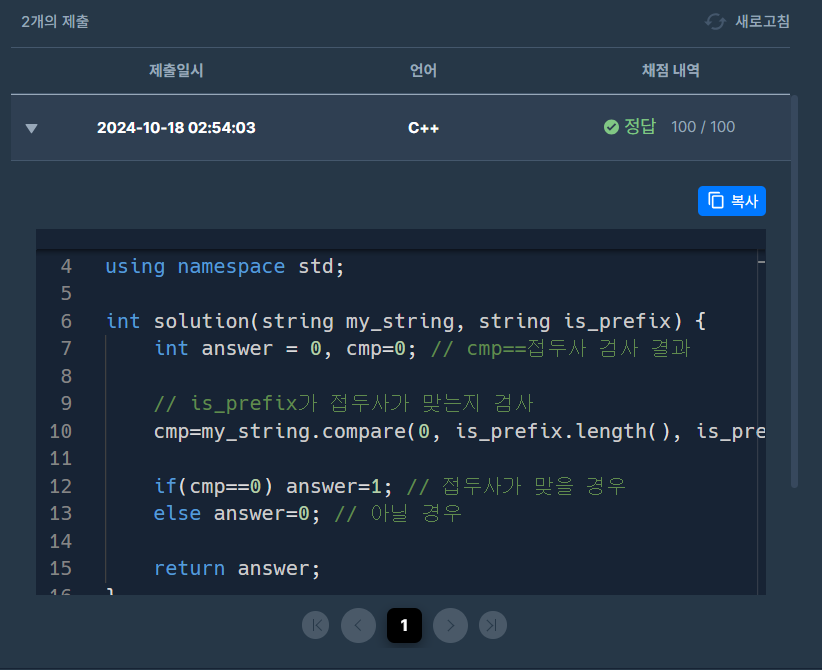 2개의 제출
새로고침
제출일시 언어 채점 내역
2024-10-18 02:54:03 C++ 정답 100 / 100
복사
4 using namespace std;
5
6 int solution(string my_string, string is_prefix) {
7 int answer = 0, cmp=0; // cmp==접두사 검사 결과
8
9 // is_prefix가 접두사가 맞는지 검사
10 cmp=my_string.compare(0, is_prefix.length(), is_pre
11
12 if(cmp==0) answer=1; // 접두사가 맞을 경우
13 else answer=0; // 아닐 경우
14
15 return answer;
16 }
1